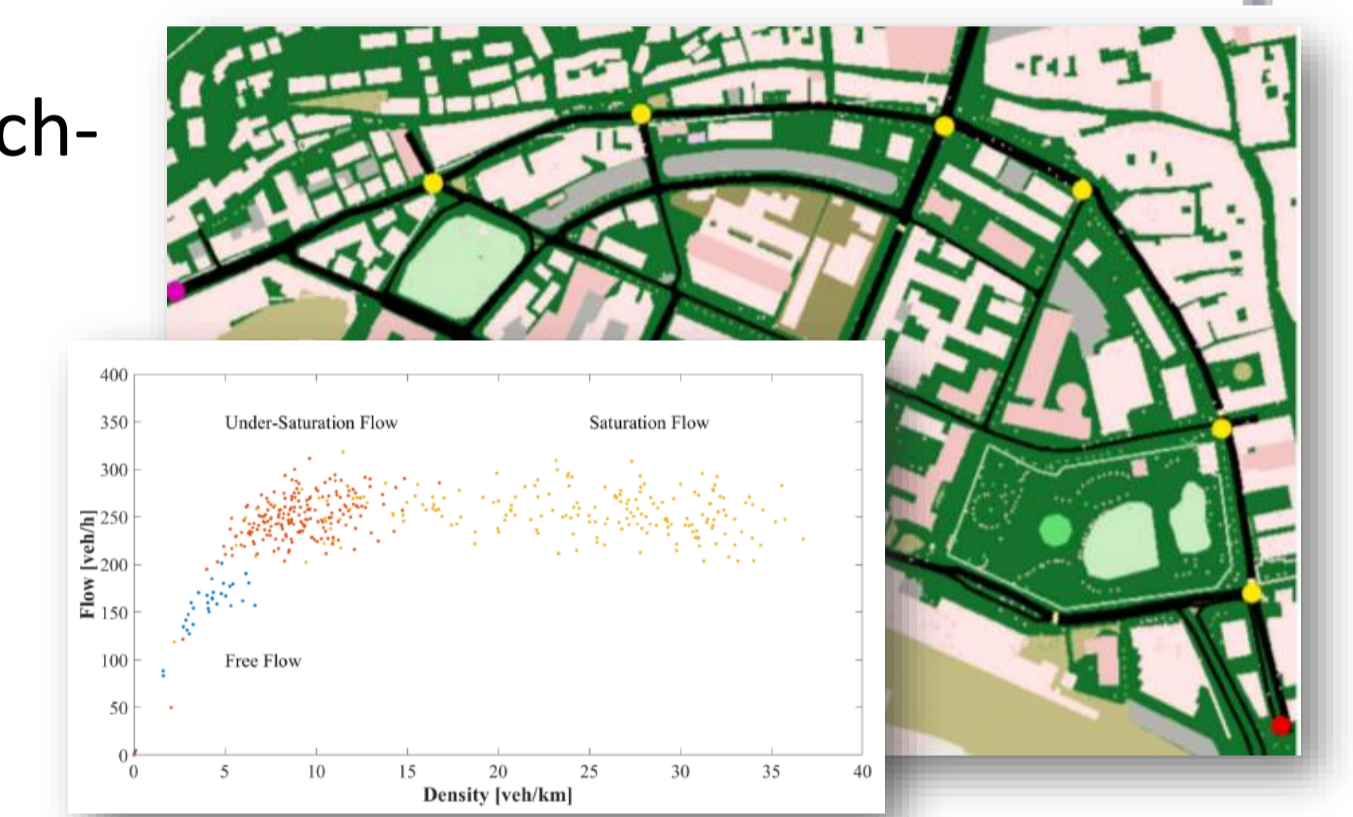 ch-
400
350
300
250
200
150
100
50
0
Flow [veh/h]
Under-Saturation Flow
Saturation Flow
Free Flow
0 5 10 15 20 25 30 35 40
Density [veh/km]